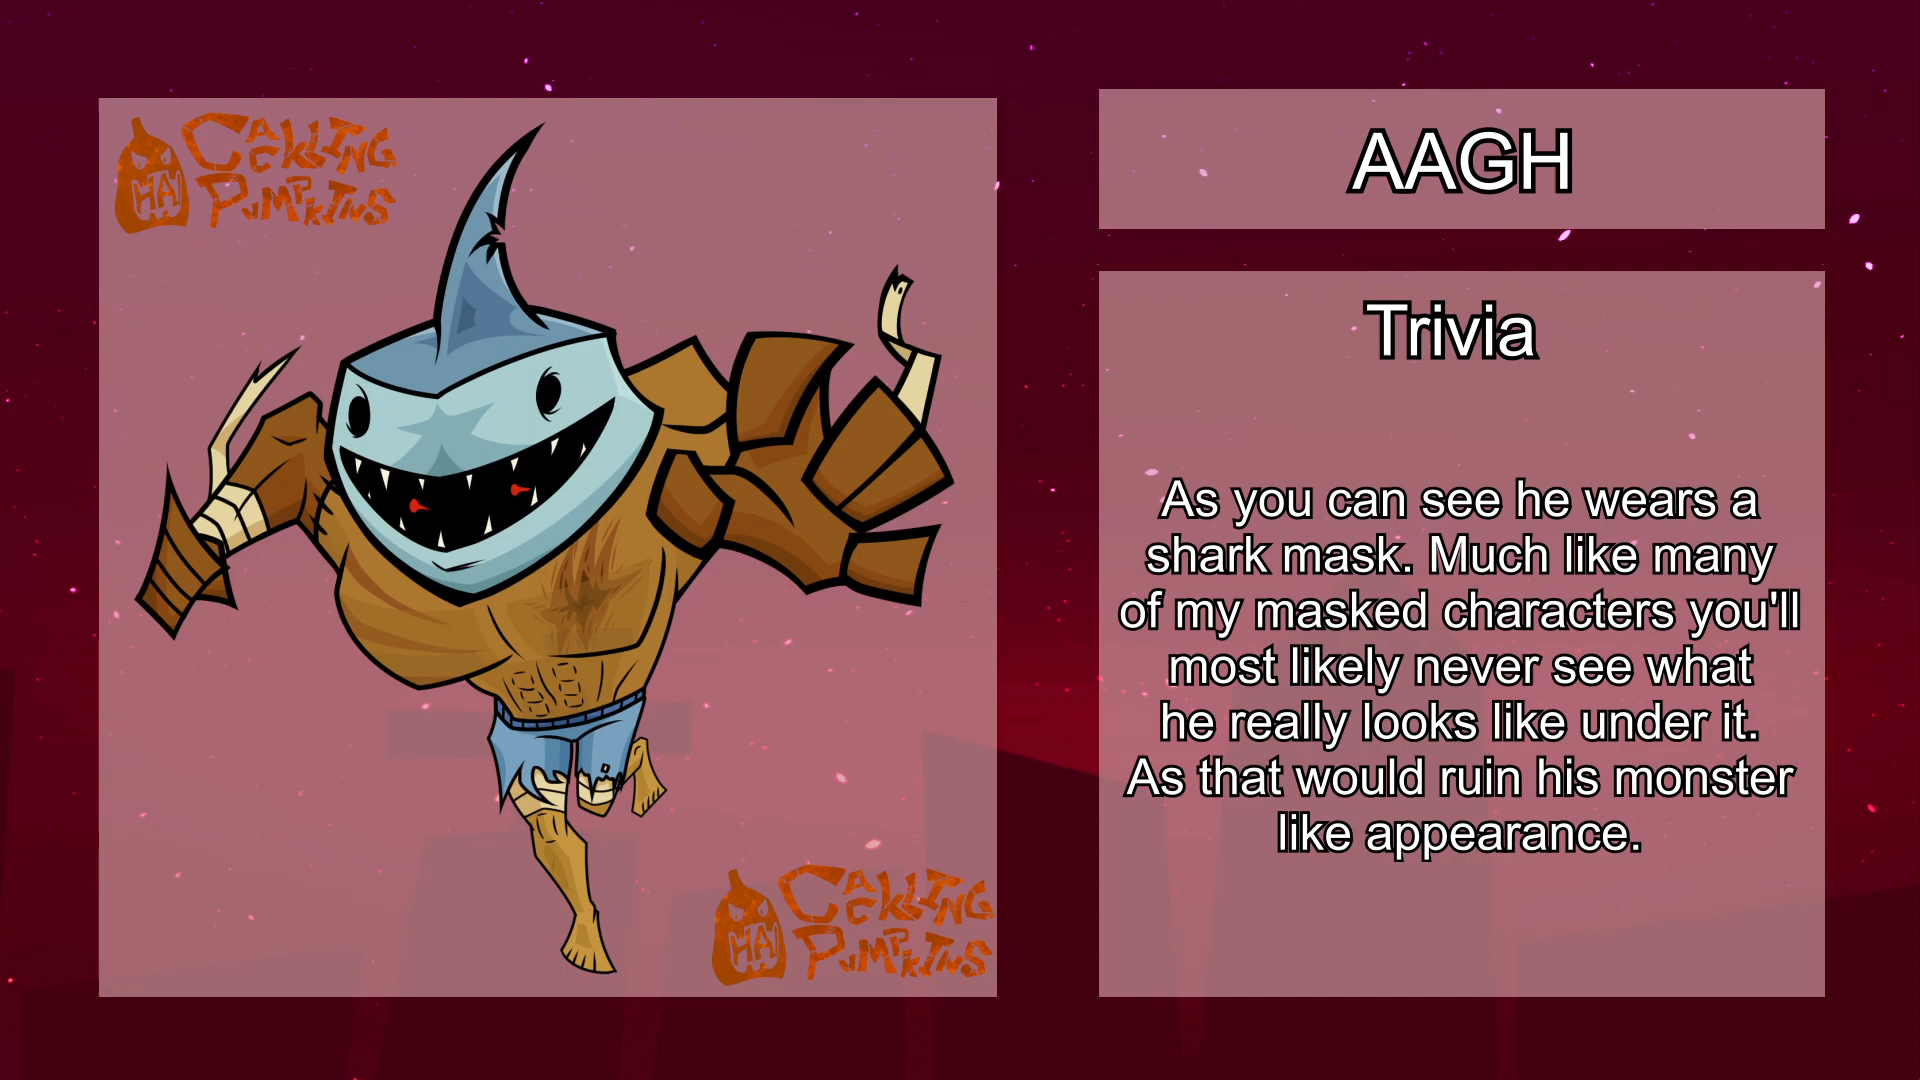 CACKLING
PUMPKINS
HA!
AAGH
Trivia
As you can see he wears a
shark mask. Much like many
of my masked characters you'll
most likely never see what
he really looks like under it.
As that would ruin his monster
like appearance.
CACKLING
PUMPKINS
HA!